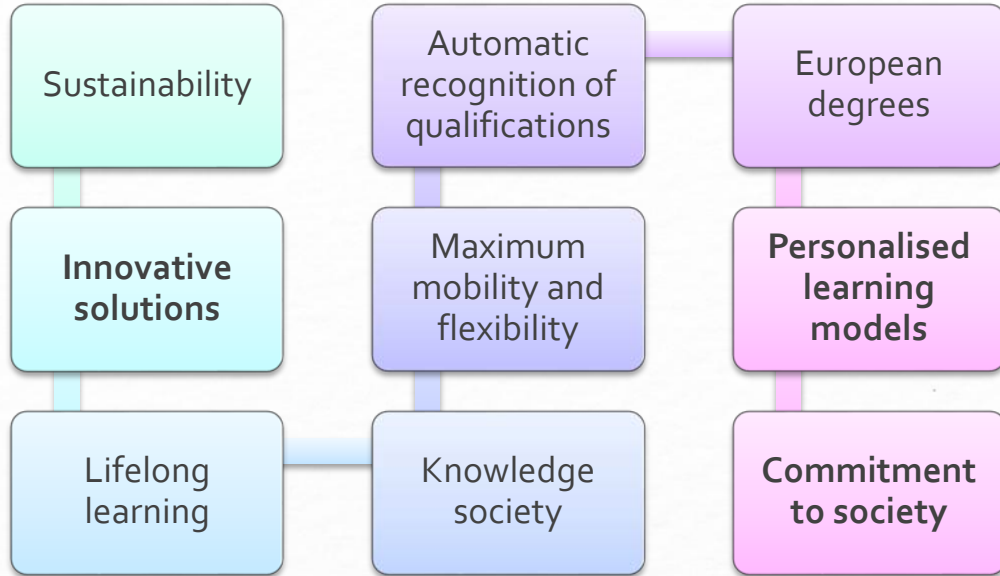 Sustainability
Innovative
solutions
Lifelong
learning
Knowledge
society
Maximum
mobility and
flexibility
Automatic
recognition of
qualifications
European
degrees
Personalised
learning
models
Commitment
to society